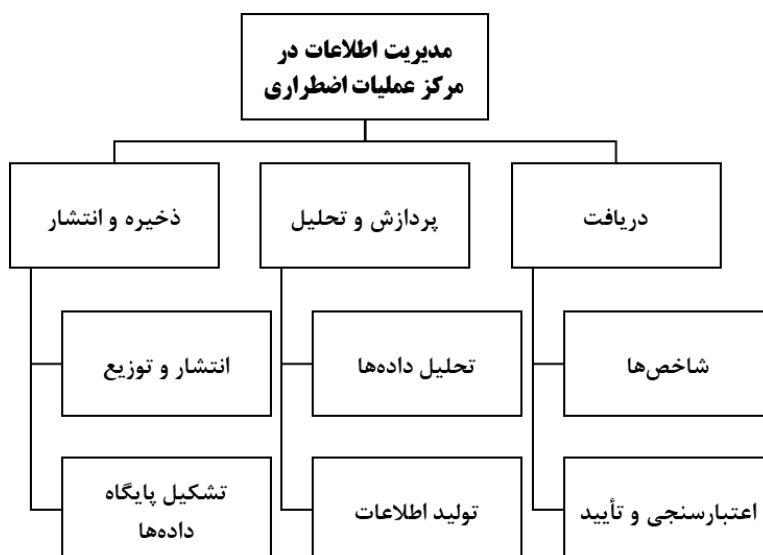 مدیریت اطلاعات در
مرکز عملیات اضطراری
دریافت
پردازش و تحلیل
ذخیره و انتشار
شاخص‌ها
تحلیل داده‌ها
انتشار و توزیع
اعتبارسنجی و تأیید
تولید اطلاعات
تشکیل پایگاه
داده‌ها